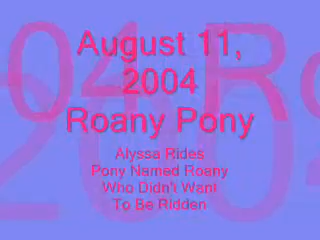 August 11,
2004
Roany Pony
Alyssa Rides
Pony Named Roany
Who Didn't Want
To Be Ridden